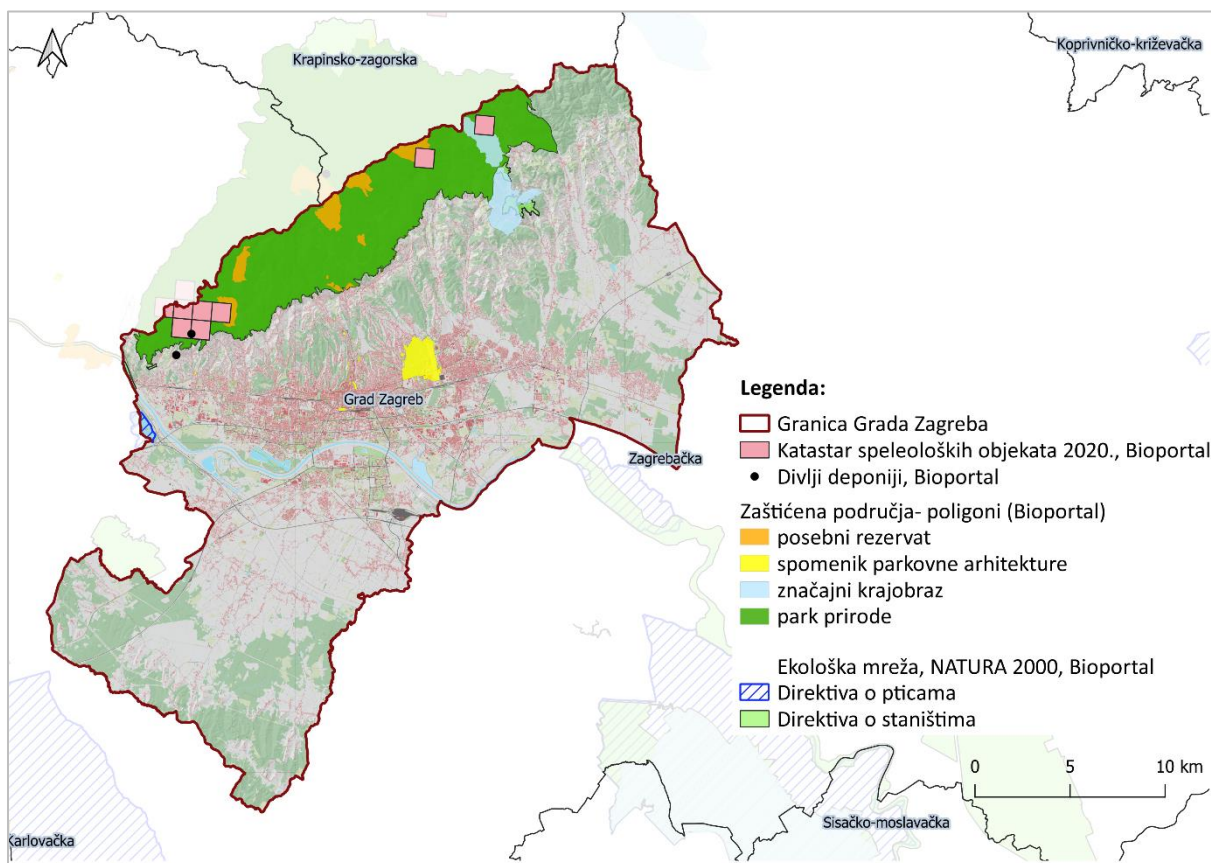 Krapinsko-zagorska
Koprivničko-križevačka
Grad Zagreb
Zagrebačka
Legenda:
Granica Grada Zagreba
Katastar speleoloških objekata 2020., Bioportal
Divlji deponiji, Bioportal
Zaštićena područja- poligoni (Bioportal)
posebni rezervat
spomenik parkovne arhitekture
značajni krajobraz
park prirode
Ekološka mreža, NATURA 2000, Bioportal
Direktiva o pticama
Direktiva o staništima
0 5 10 km
Sisačko-moslavačka
Karlovačka